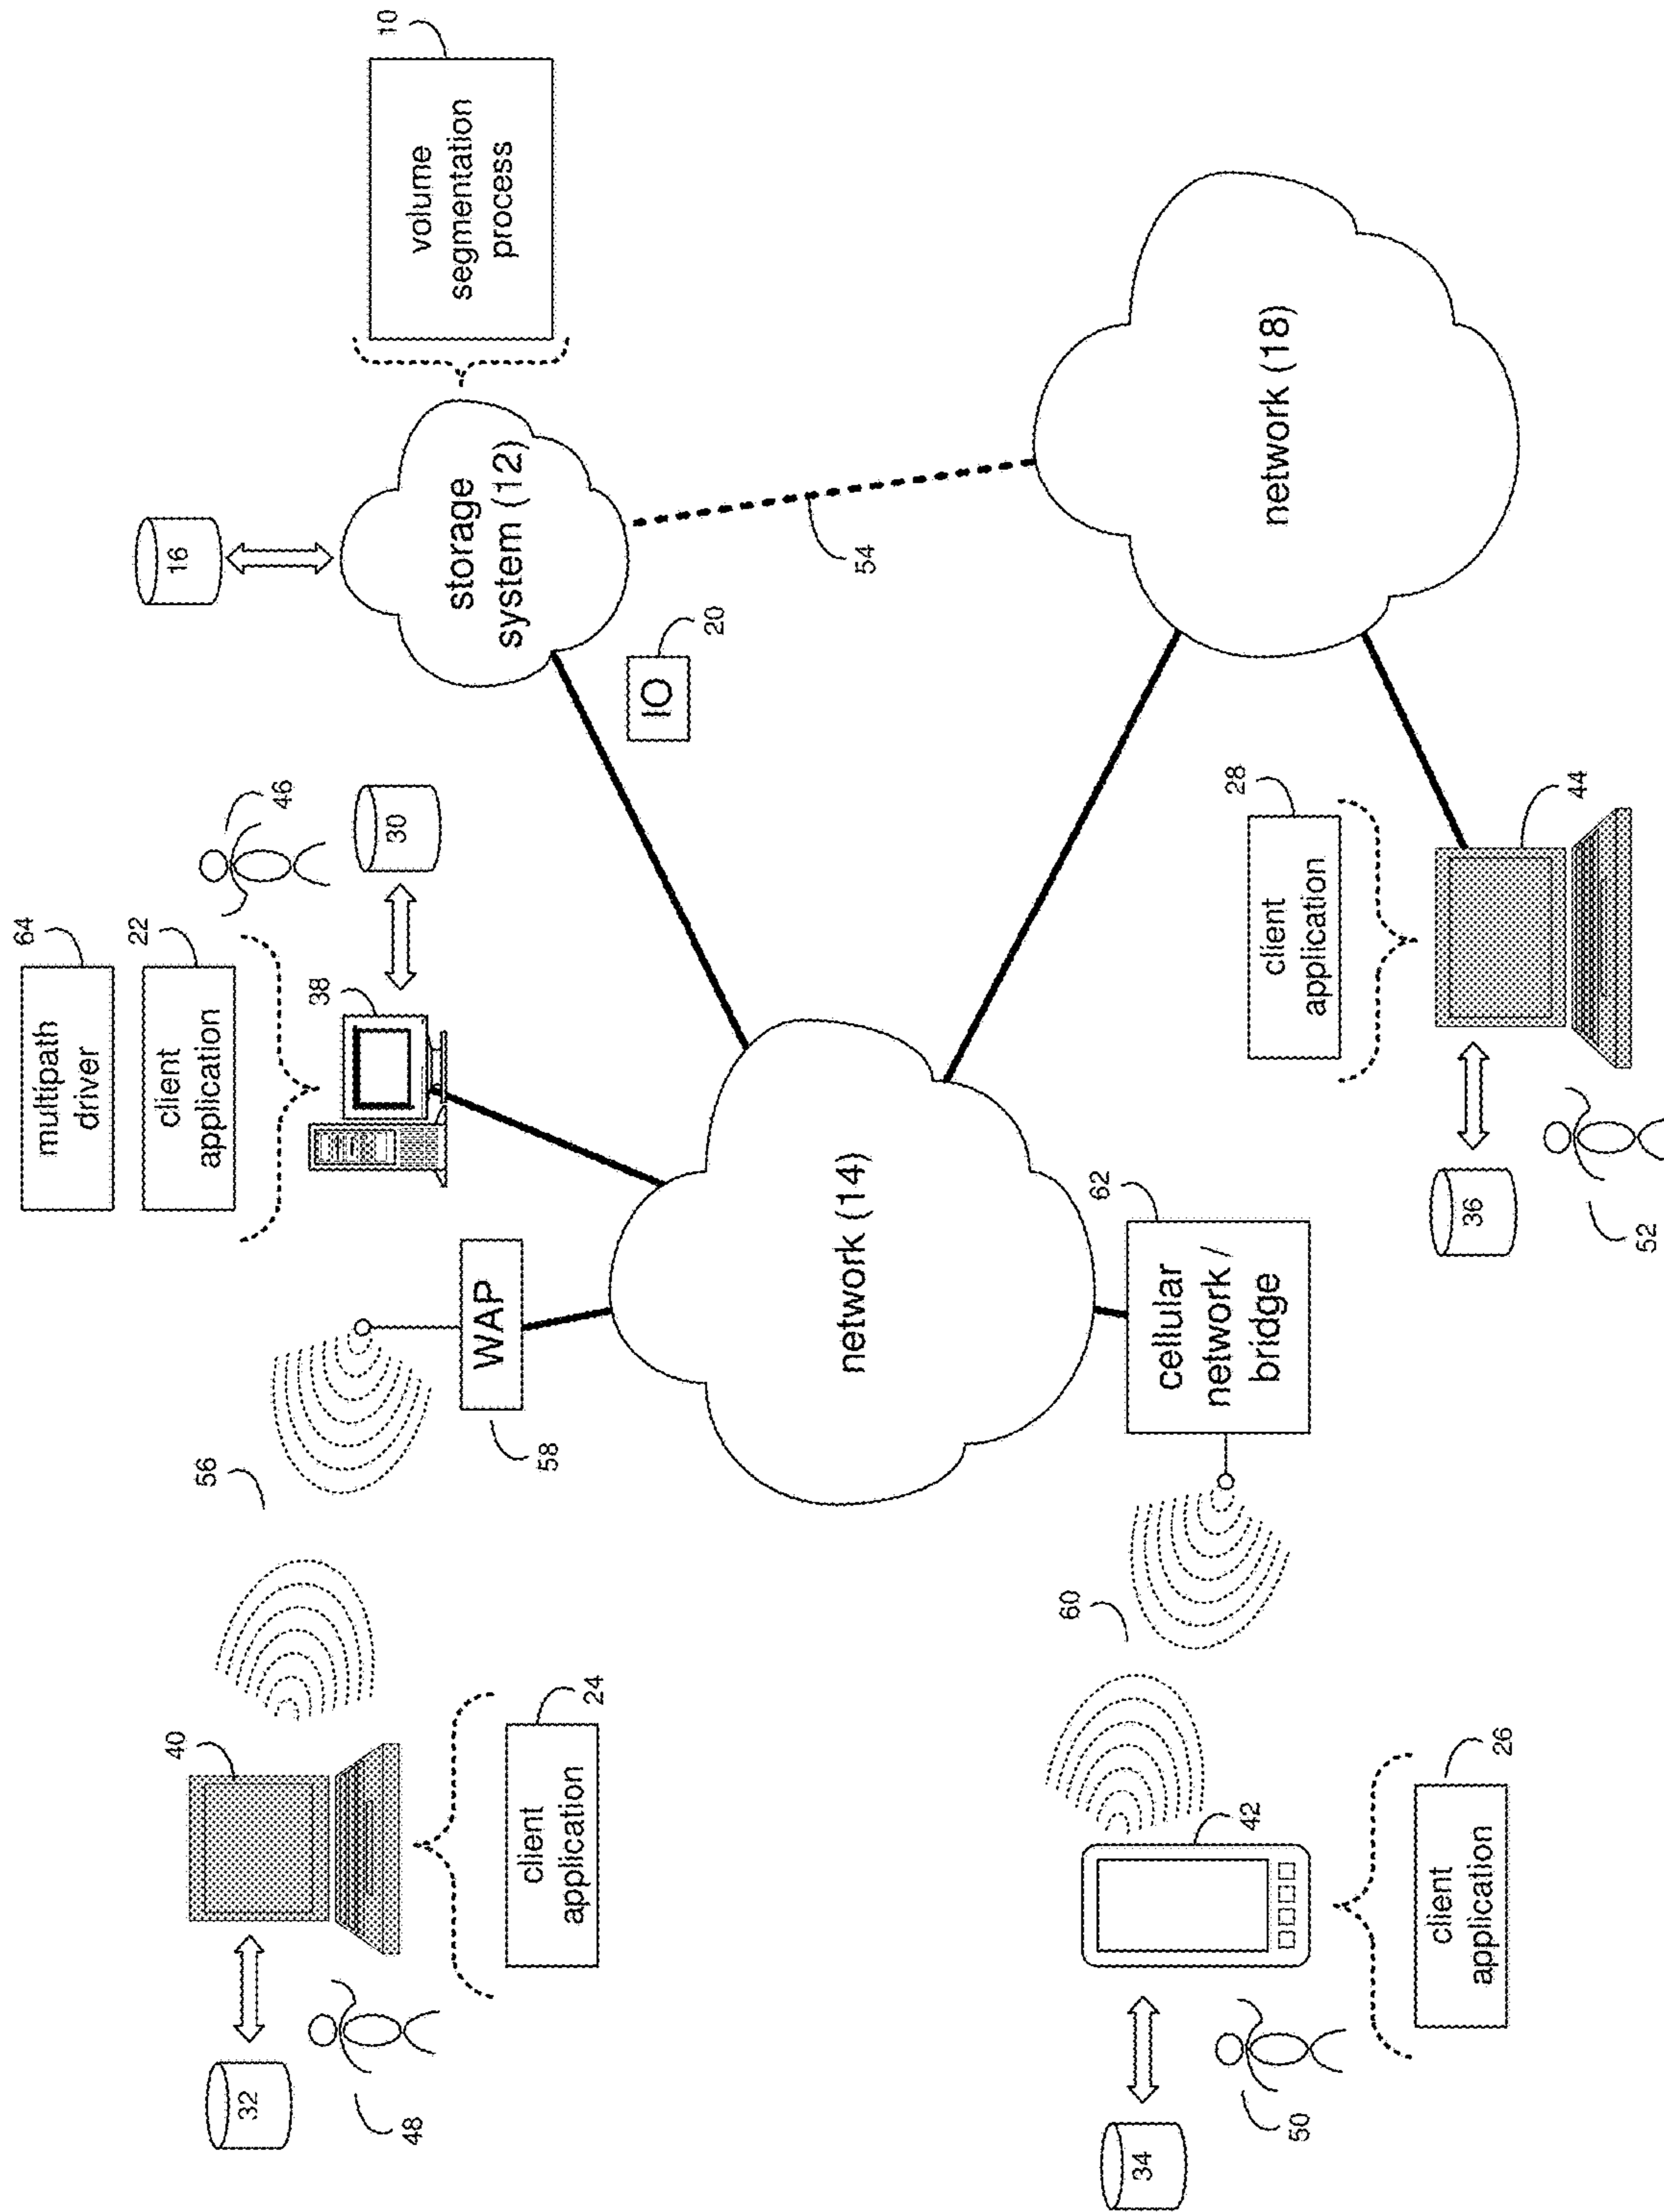 64
multipath
driver
22
client
application
16
10
56
40
32
46
38
30
48
volume
segmentation
process
storage
system (12)
WAP
58
24
client
application
IO
20
54
network (14)
60
34
42
50
62
cellular
network /
bridge
network (18)
28
client
application
26
client
application
36
44
52